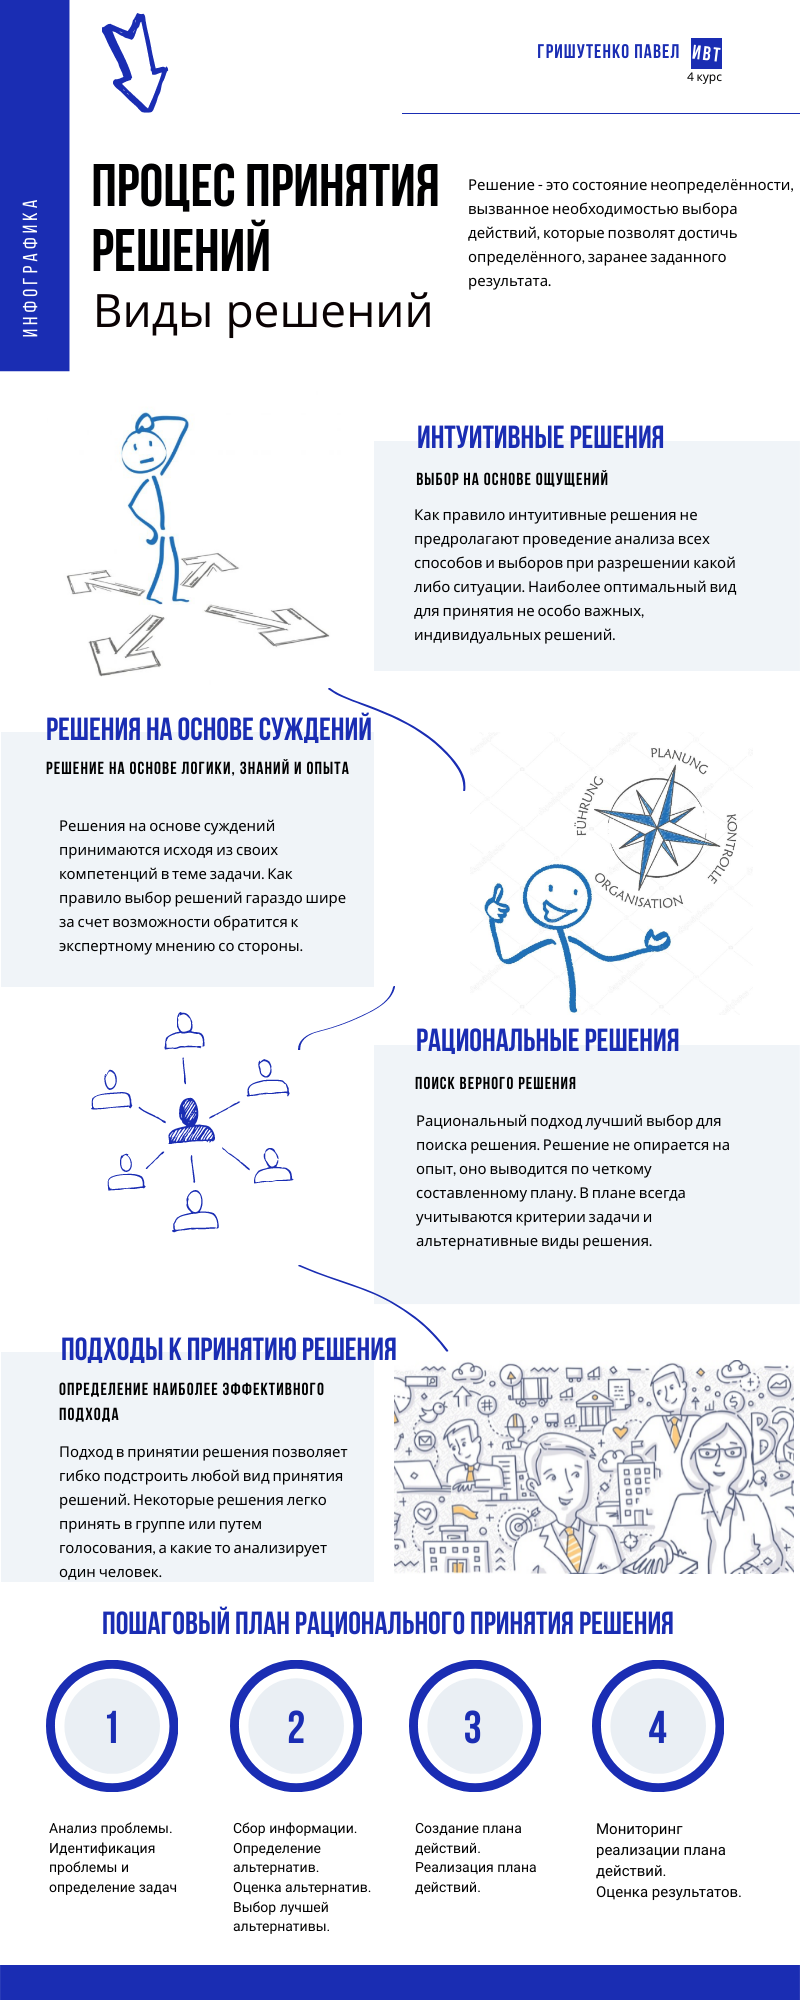 ГРИШУТЕНКО ПАВЕЛ ИВТ
4 курс
ИНФОГРАФИКА
ПРОЦЕС ПРИНЯТИЯ
РЕШЕНИЙ
Виды решений
Решение - это состояние неопределённости,
вызванное необходимостью выбора
действий, которые позволят достичь
определённого, заранее заданного
результата.
ИНТУИТИВНЫЕ РЕШЕНИЯ
ВЫБОР НА ОСНОВЕ ОЩУЩЕНИЙ
Как правило интуитивные решения не
предролагают проведение анализа всех
способов и выборов при разрешении какой
либо ситуации. Наиболее оптимальный вид
для принятия не особо важных,
индивидуальных решений.
РЕШЕНИЯ НА ОСНОВЕ СУЖДЕНИЙ
РЕШЕНИЕ НА ОСНОВЕ ЛОГИКИ, ЗНАНИЙ И ОПЫТА
Решения на основе суждений
принимаются исходя из своих
компетенций в теме задачи. Как
правило выбор решений гараздо шире
за счет возможности обратится к
экспертному мнению со стороны.
PLANUNG
FÜHRUNG
KONTROLLE
ORGANISATION
РАЦИОНАЛЬНЫЕ РЕШЕНИЯ
ПОИСК ВЕРНОГО РЕШЕНИЯ
Рациональный подход лучший выбор для
поиска решения. Решение не опирается на
опыт, оно выводится по четкому
составленному плану. В плане всегда
учитываются критерии задачи и
альтернативные виды решения.
ПОДХОДЫ К ПРИНЯТИЮ РЕШЕНИЯ
ОПРЕДЕЛЕНИЕ НАИБОЛЕЕ ЭФФЕКТИВНОГО
ПОДХОДА
Подход в принятии решения позволяет
гибко подстроить любой вид принятия
решений. Некоторые решения легко
принять в группе или путем
голосования, а какие то анализирует
один человек.
B2
ПОШАГОВЫЙ ПЛАН РАЦИОНАЛЬНОГО ПРИНЯТИЯ РЕШЕНИЯ
1
2
3
4
Анализ проблемы.
Идентификация
проблемы и
определение задач
Сбор информации.
Определение
альтернатив.
Оценка альтернатив.
Выбор лучшей
альтернативы.
Создание плана
действий.
Реализация плана
действий.
Мониторинг
реализации плана
действий.
Оценка результатов.